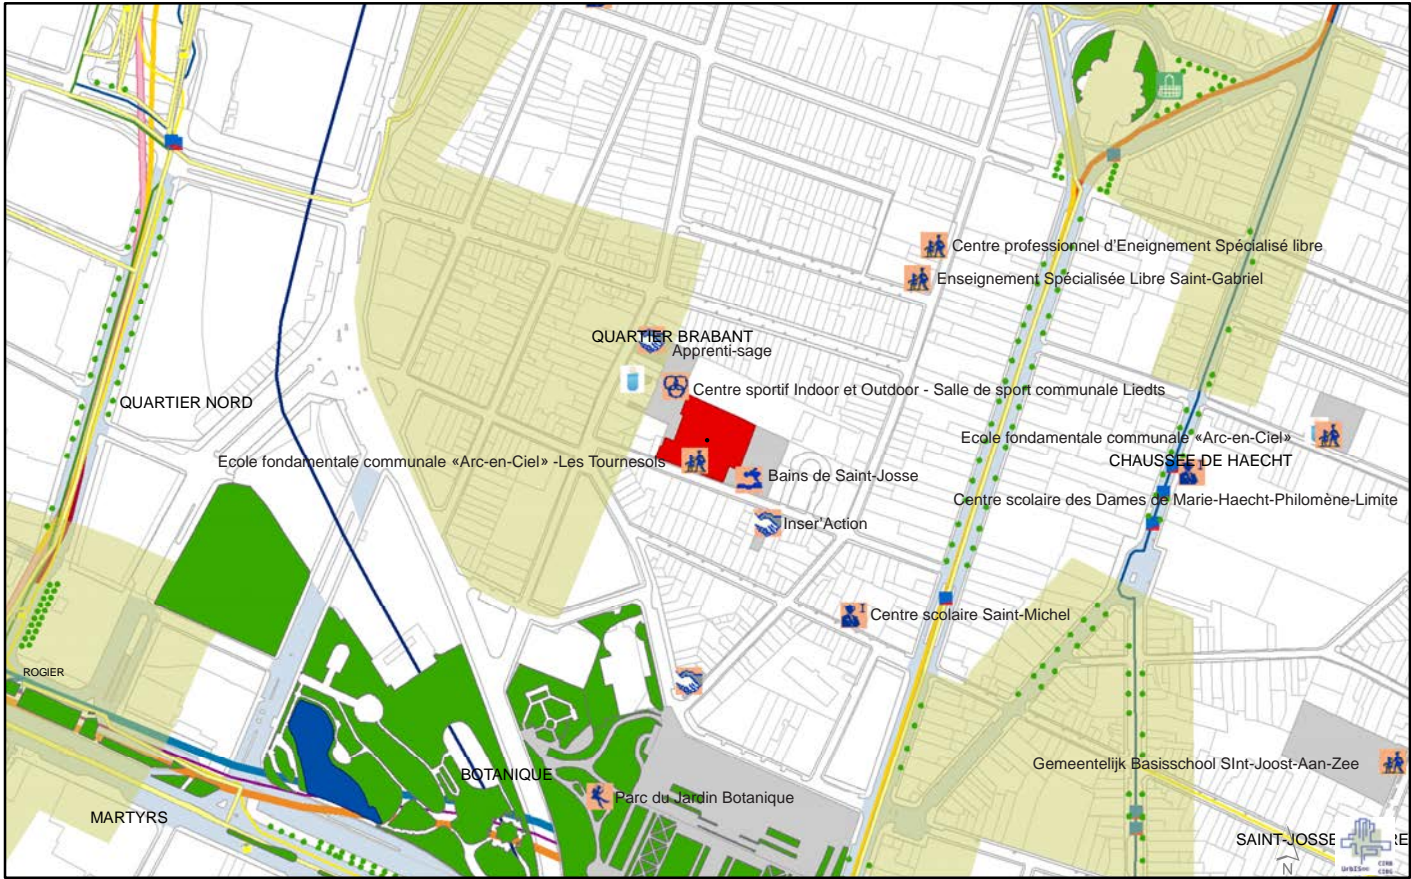 Centre professionnel d'Eneignement Spécialisé libre
Enseignement Spécialisée Libre Saint-Gabriel
QUARTIER BRABANT
Apprenti-sage
Centre sportif Indoor et Outdoor - Salle de sport communale Liedts
QUARTIER NORD
Ecole fondamentale communale «Arc-en-Ciel»
Ecole fondamentale communale «Arc-en-Ciel» -Les Tournesols
CHAUSSEE DE HAECHT
Bains de Saint-Josse
Centre scolaire des Dames de Marie-Haecht-Philomène-Limite
Inser'Action
Centre scolaire Saint-Michel
ROGIER
Gemeentelijk Basisschool SInt-Joost-Aan-Zee
BOTANIQUE
Parc du Jardin Botanique
MARTYRS
SAINT-JOSSE
N
UrbIS
CIRB
CIBG